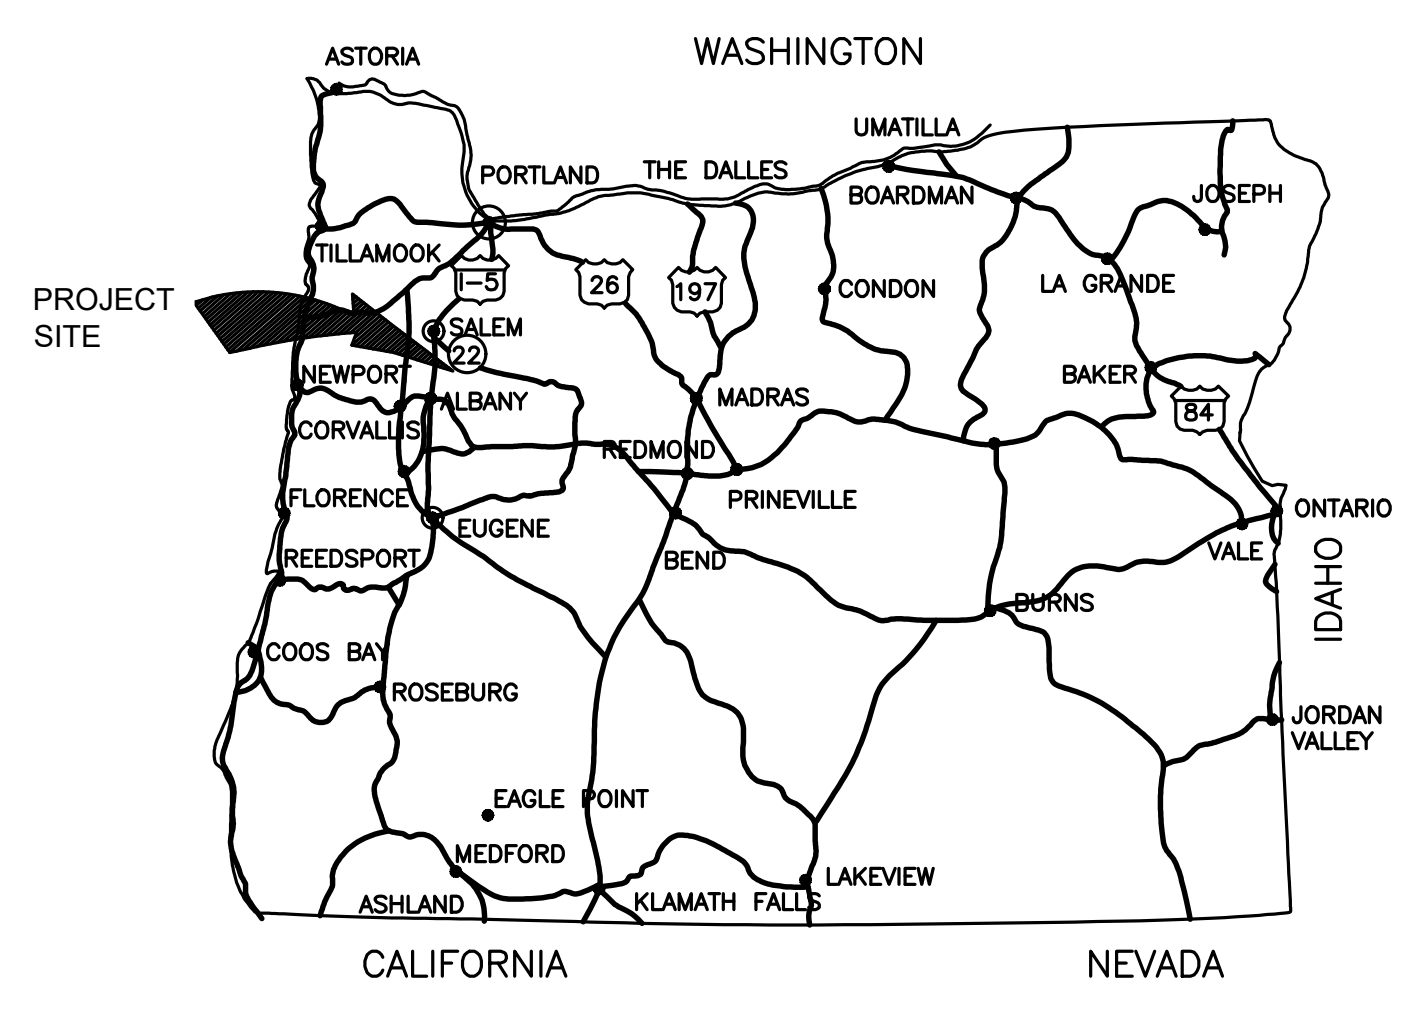 WASHINGTON
ASTORIA
UMATILLA
PORTLAND
THE DALLES
BOARDMAN
JOSEPH
TILLAMOOK
LA GRANDE
I-5
26
197
CONDON
PROJECT
SITE
SALEM
22
NEWPORT
BAKER
ALBANY
MADRAS
84
CORVALLIS
REDMOND
FLORENCE
PRINEVILLE
ONTARIO
EUGENE
VALE
REEDSPORT
BEND
IDAHO
BURNS
COOS BAY
ROSEBURG
JORDAN
VALLEY
EAGLE POINT
MEDFORD
LAKEVIEW
ASHLAND
KLAMATH FALLS
CALIFORNIA
NEVADA